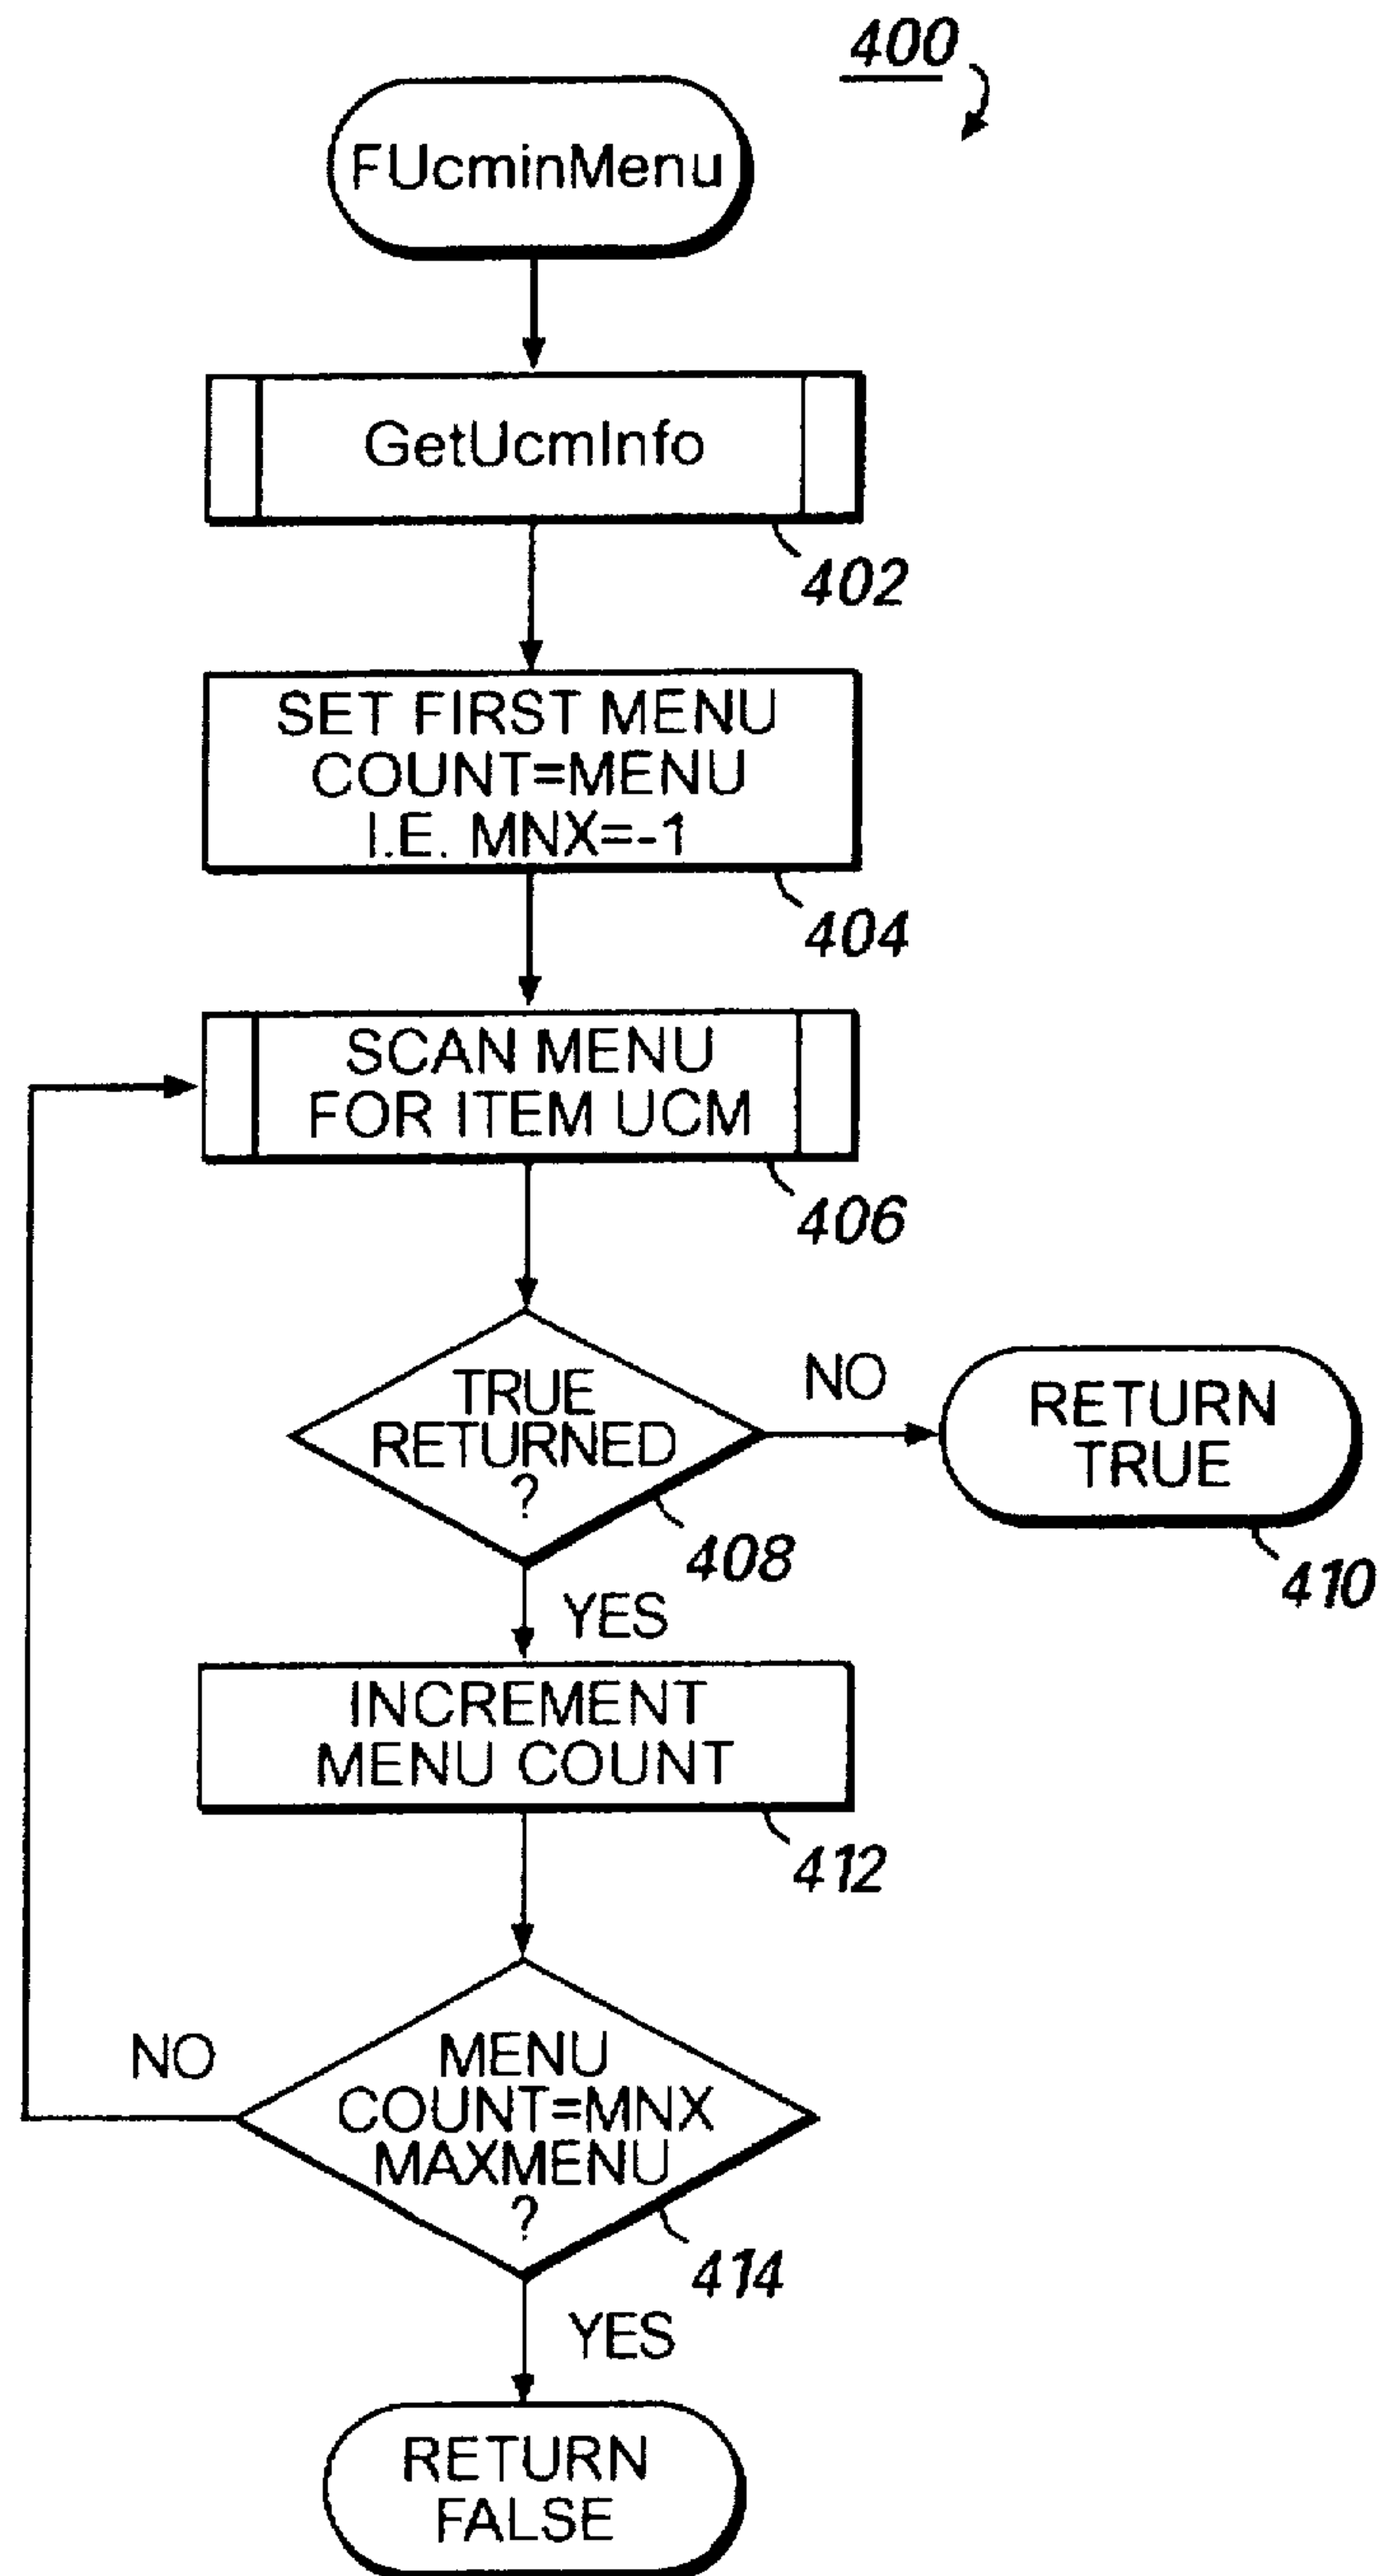 400
FUcminMenu
GetUcmInfo
402
SET FIRST MENU
COUNT=MENU
I.E. MNX=-1
404
SCAN MENU
FOR ITEM UCM
406
TRUE
RETURNED
?
NO
RETURN
TRUE
408
410
YES
INCREMENT
MENU COUNT
412
NO
MENU
COUNT=MNX
MAXMENU
?
414
YES
RETURN
FALSE